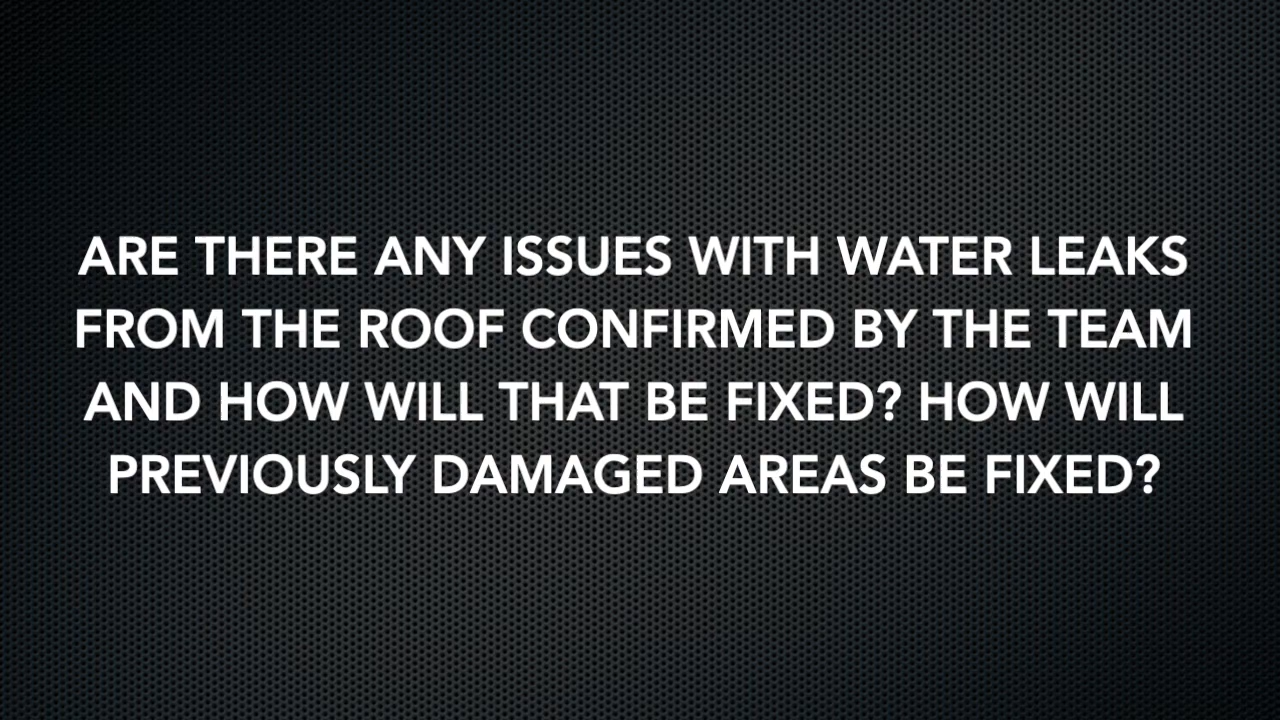 ARE THERE ANY ISSUES WITH WATER LEAKS
FROM THE ROOF CONFIRMED BY THE TEAM
AND HOW WILL THAT BE FIXED? HOW WILL
PREVIOUSLY DAMAGED AREAS BE FIXED?